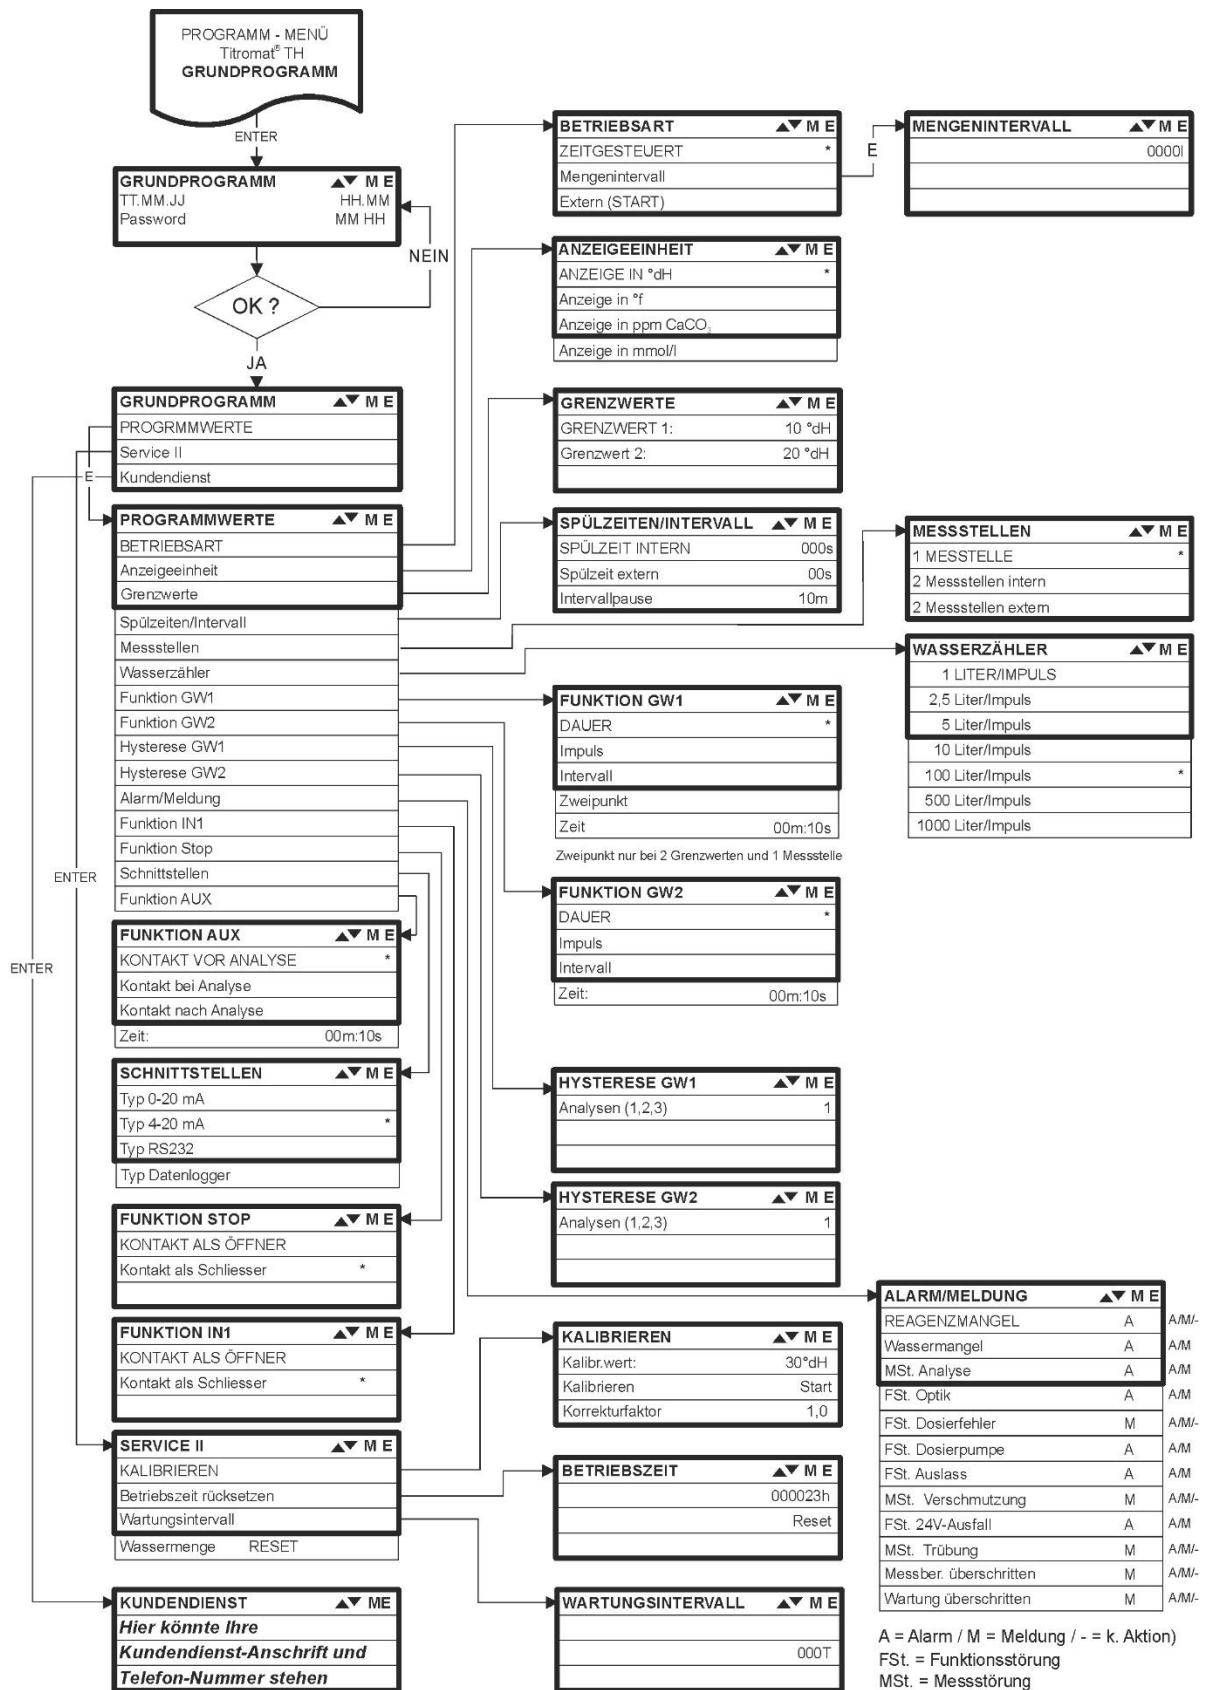 PROGRAMM - MENÜ
Titromat® TH
GRUNDPROGRAMM
ENTER
GRUNDPROGRAMM ▲▼ M E
TT.MM.JJ HH.MM
Password MM HH
NEIN
OK ?
JA
GRUNDPROGRAMM ▲▼ M E
PROGRMMWERTE
Service II
Kundendienst
E
PROGRAMMWERTE ▲▼ M E
BETRIEBSART
Anzeigeeinheit
Grenzwerte
Spülzeiten/Intervall
Messstellen
Wasserzähler
Funktion GW1
Funktion GW2
Hysterese GW1
Hysterese GW2
Alarm/Meldung
Funktion IN1
Funktion Stop
Schnittstellen
Funktion AUX
ENTER
ENTER
FUNKTION AUX ▲▼ M E
KONTAKT VOR ANALYSE *
Kontakt bei Analyse
Kontakt nach Analyse
Zeit: 00m:10s
SCHNITTSTELLEN ▲▼ M E
Typ 0-20 mA
Typ 4-20 mA *
Typ RS232
Typ Datenlogger
FUNKTION STOP ▲▼ M E
KONTAKT ALS ÖFFNER
Kontakt als Schliesser *
FUNKTION IN1 ▲▼ M E
KONTAKT ALS ÖFFNER
Kontakt als Schliesser *
SERVICE II ▲▼ M E
KALIBRIEREN
Betriebszeit rücksetzen
Wartungsintervall
Wassermenge RESET
KUNDENDIENST ▲▼ ME
Hier könnte Ihre
Kundendienst-Anschrift und
Telefon-Nummer stehen
BETRIEBSART ▲▼ M E
ZEITGESTEUERT *
Mengenintervall
Extern (START)
E
MENGENINTERVALL ▲▼ M E
0000l
ANZEIGEEINHEIT ▲▼ M E
ANZEIGE IN °dH *
Anzeige in °f
Anzeige in ppm CaCO₃
Anzeige in mmol/l
GRENZWERTE ▲▼ M E
GRENZWERT 1: 10 °dH
Grenzwert 2: 20 °dH
SPÜLZEITEN/INTERVALL ▲▼ M E
SPÜLZEIT INTERN 000s
Spülzeit extern 00s
Intervallpause 10m
MESSSTELLEN ▲▼ M E
1 MESSTELLE *
2 Messstellen intern
2 Messstellen extern
WASSERZÄHLER ▲▼ M E
1 LITER/IMPULS
2,5 Liter/Impuls
5 Liter/Impuls
10 Liter/Impuls
100 Liter/Impuls *
500 Liter/Impuls
1000 Liter/Impuls
FUNKTION GW1 ▲▼ M E
DAUER *
Impuls
Intervall
Zweipunkt
Zeit 00m:10s
Zweipunkt nur bei 2 Grenzwerten und 1 Messstelle
FUNKTION GW2 ▲▼ M E
DAUER *
Impuls
Intervall
Zeit: 00m:10s
HYSTERESE GW1 ▲▼ M E
Analysen (1,2,3) 1
HYSTERESE GW2 ▲▼ M E
Analysen (1,2,3) 1
KALIBRIEREN ▲▼ M E
Kalibr.wert: 30°dH
Kalibrieren Start
Korrekturfaktor 1,0
BETRIEBSZEIT ▲▼ M E
000023h
Reset
WARTUNGSINTERVALL ▲▼ M E
000T
ALARM/MELDUNG ▲▼ M E
REAGENZMANGEL A A/M/-
Wassermangel A A/M
MSt. Analyse A A/M
FSt. Optik A A/M
FSt. Dosierfehler M A/M/-
FSt. Dosierpumpe A A/M
FSt. Auslass A A/M
MSt. Verschmutzung M A/M/-
FSt. 24V-Ausfall A A/M
MSt. Trübung M A/M/-
Messber. überschritten M A/M/-
Wartung überschritten M A/M/-
A = Alarm / M = Meldung / - = k. Aktion)
FSt. = Funktionsstörung
MSt. = Messstörung